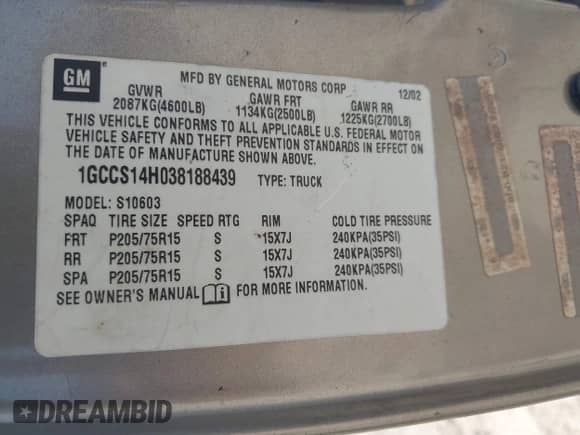 GM
MFD BY GENERAL MOTORS CORP
12/02
GVWR GAWR FRT GAWR RR
2087KG(4600LB) 1134KG(2500LB) 1225KG(2700LB)
THIS VEHICLE CONFORMS TO ALL APPLICABLE U.S. FEDERAL MOTOR
VEHICLE SAFETY AND THEFT PREVENTION STANDARDS IN EFFECT ON
THE DATE OF MANUFACTURE SHOWN ABOVE.
1GCCS14H038188439 TYPE: TRUCK
MODEL: S10603
SPAQ TIRE SIZE SPEED RTG RIM COLD TIRE PRESSURE
FRT P205/75R15 S 15X7J 240KPA(35PSI)
RR P205/75R15 S 15X7J 240KPA(35PSI)
SPA P205/75R15 S 15X7J 240KPA(35PSI)
SEE OWNER'S MANUAL FOR MORE INFORMATION.
DREAMBID